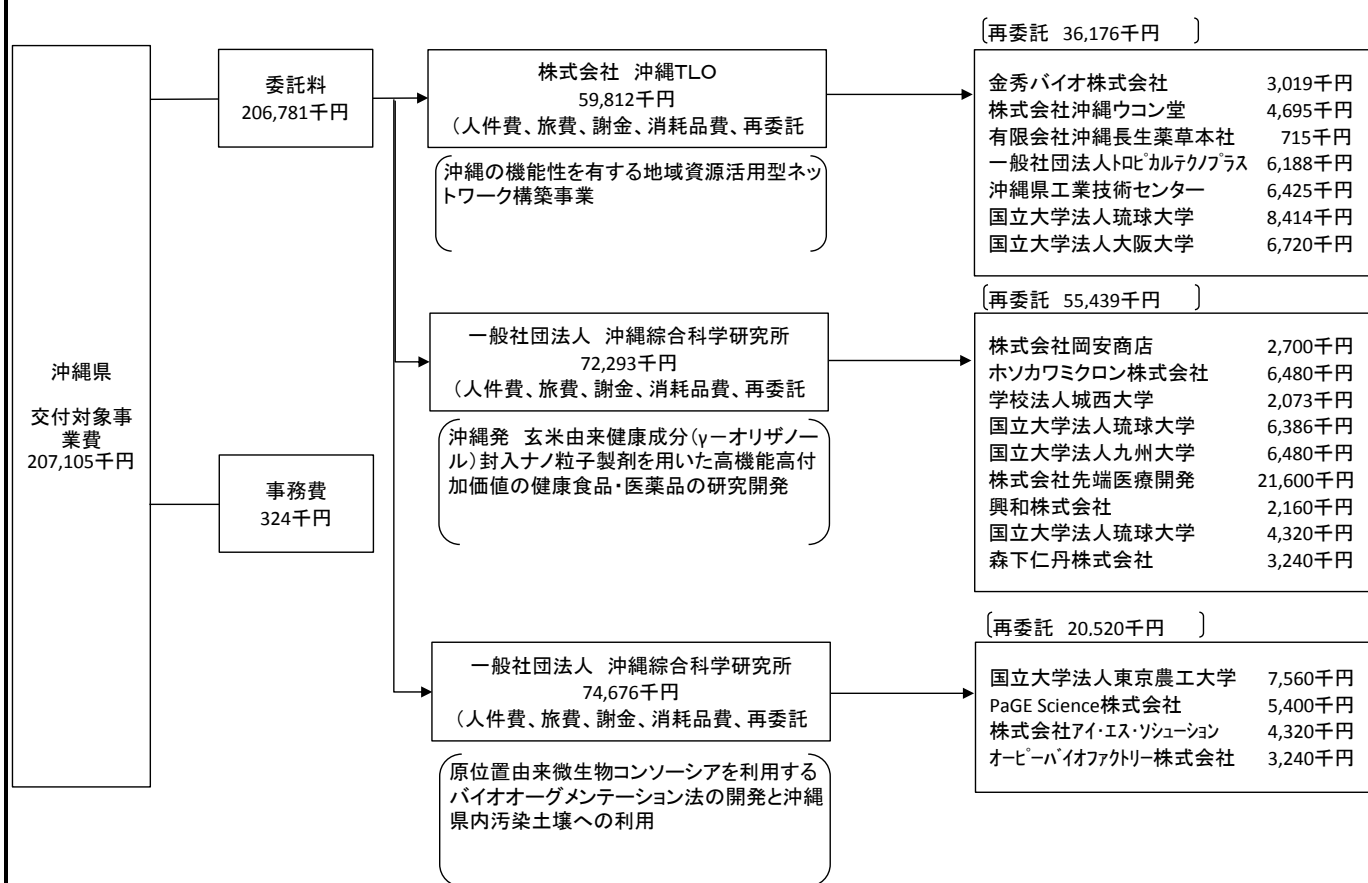 沖縄県
交付対象事
業費
207,105千円
委託料
206,781千円
事務費
324千円
株式会社 沖縄TLO
59,812千円
(人件費、旅費、謝金、消耗品費、再委託
沖縄の機能性を有する地域資源活用型ネッ
トワーク構築事業
〔再委託 36,176千円 〕
金秀バイオ株式会社 3,019千円
株式会社沖縄ウコン堂 4,695千円
有限会社沖縄長生薬草本社 715千円
一般社団法人ﾄﾛﾋﾟｶﾙﾃｸﾉﾌﾟﾗｽ 6,188千円
沖縄県工業技術センター 6,425千円
国立大学法人琉球大学 8,414千円
国立大学法人大阪大学 6,720千円
一般社団法人 沖縄綜合科学研究所
72,293千円
(人件費、旅費、謝金、消耗品費、再委託
沖縄発 玄米由来健康成分(γーオリザノー
ル)封入ナノ粒子製剤を用いた高機能高付
加価値の健康食品・医薬品の研究開発
〔再委託 55,439千円 〕
株式会社岡安商店 2,700千円
ホソカワミクロン株式会社 6,480千円
学校法人城西大学 2,073千円
国立大学法人琉球大学 6,386千円
国立大学法人九州大学 6,480千円
株式会社先端医療開発 21,600千円
興和株式会社 2,160千円
国立大学法人琉球大学 4,320千円
森下仁丹株式会社 3,240千円
一般社団法人 沖縄綜合科学研究所
74,676千円
(人件費、旅費、謝金、消耗品費、再委託
原位置由来微生物コンソーシアを利用する
バイオオーグメンテーション法の開発と沖縄
県内汚染土壌への利用
〔再委託 20,520千円 〕
国立大学法人東京農工大学 7,560千円
PaGE Science株式会社 5,400千円
株式会社ｱｲ・ｴｽ・ｿｼｭｰｼｮﾝ 4,320千円
ｵｰﾋﾟｰﾊﾞｲｵﾌｧｸﾄﾘｰ株式会社 3,240千円